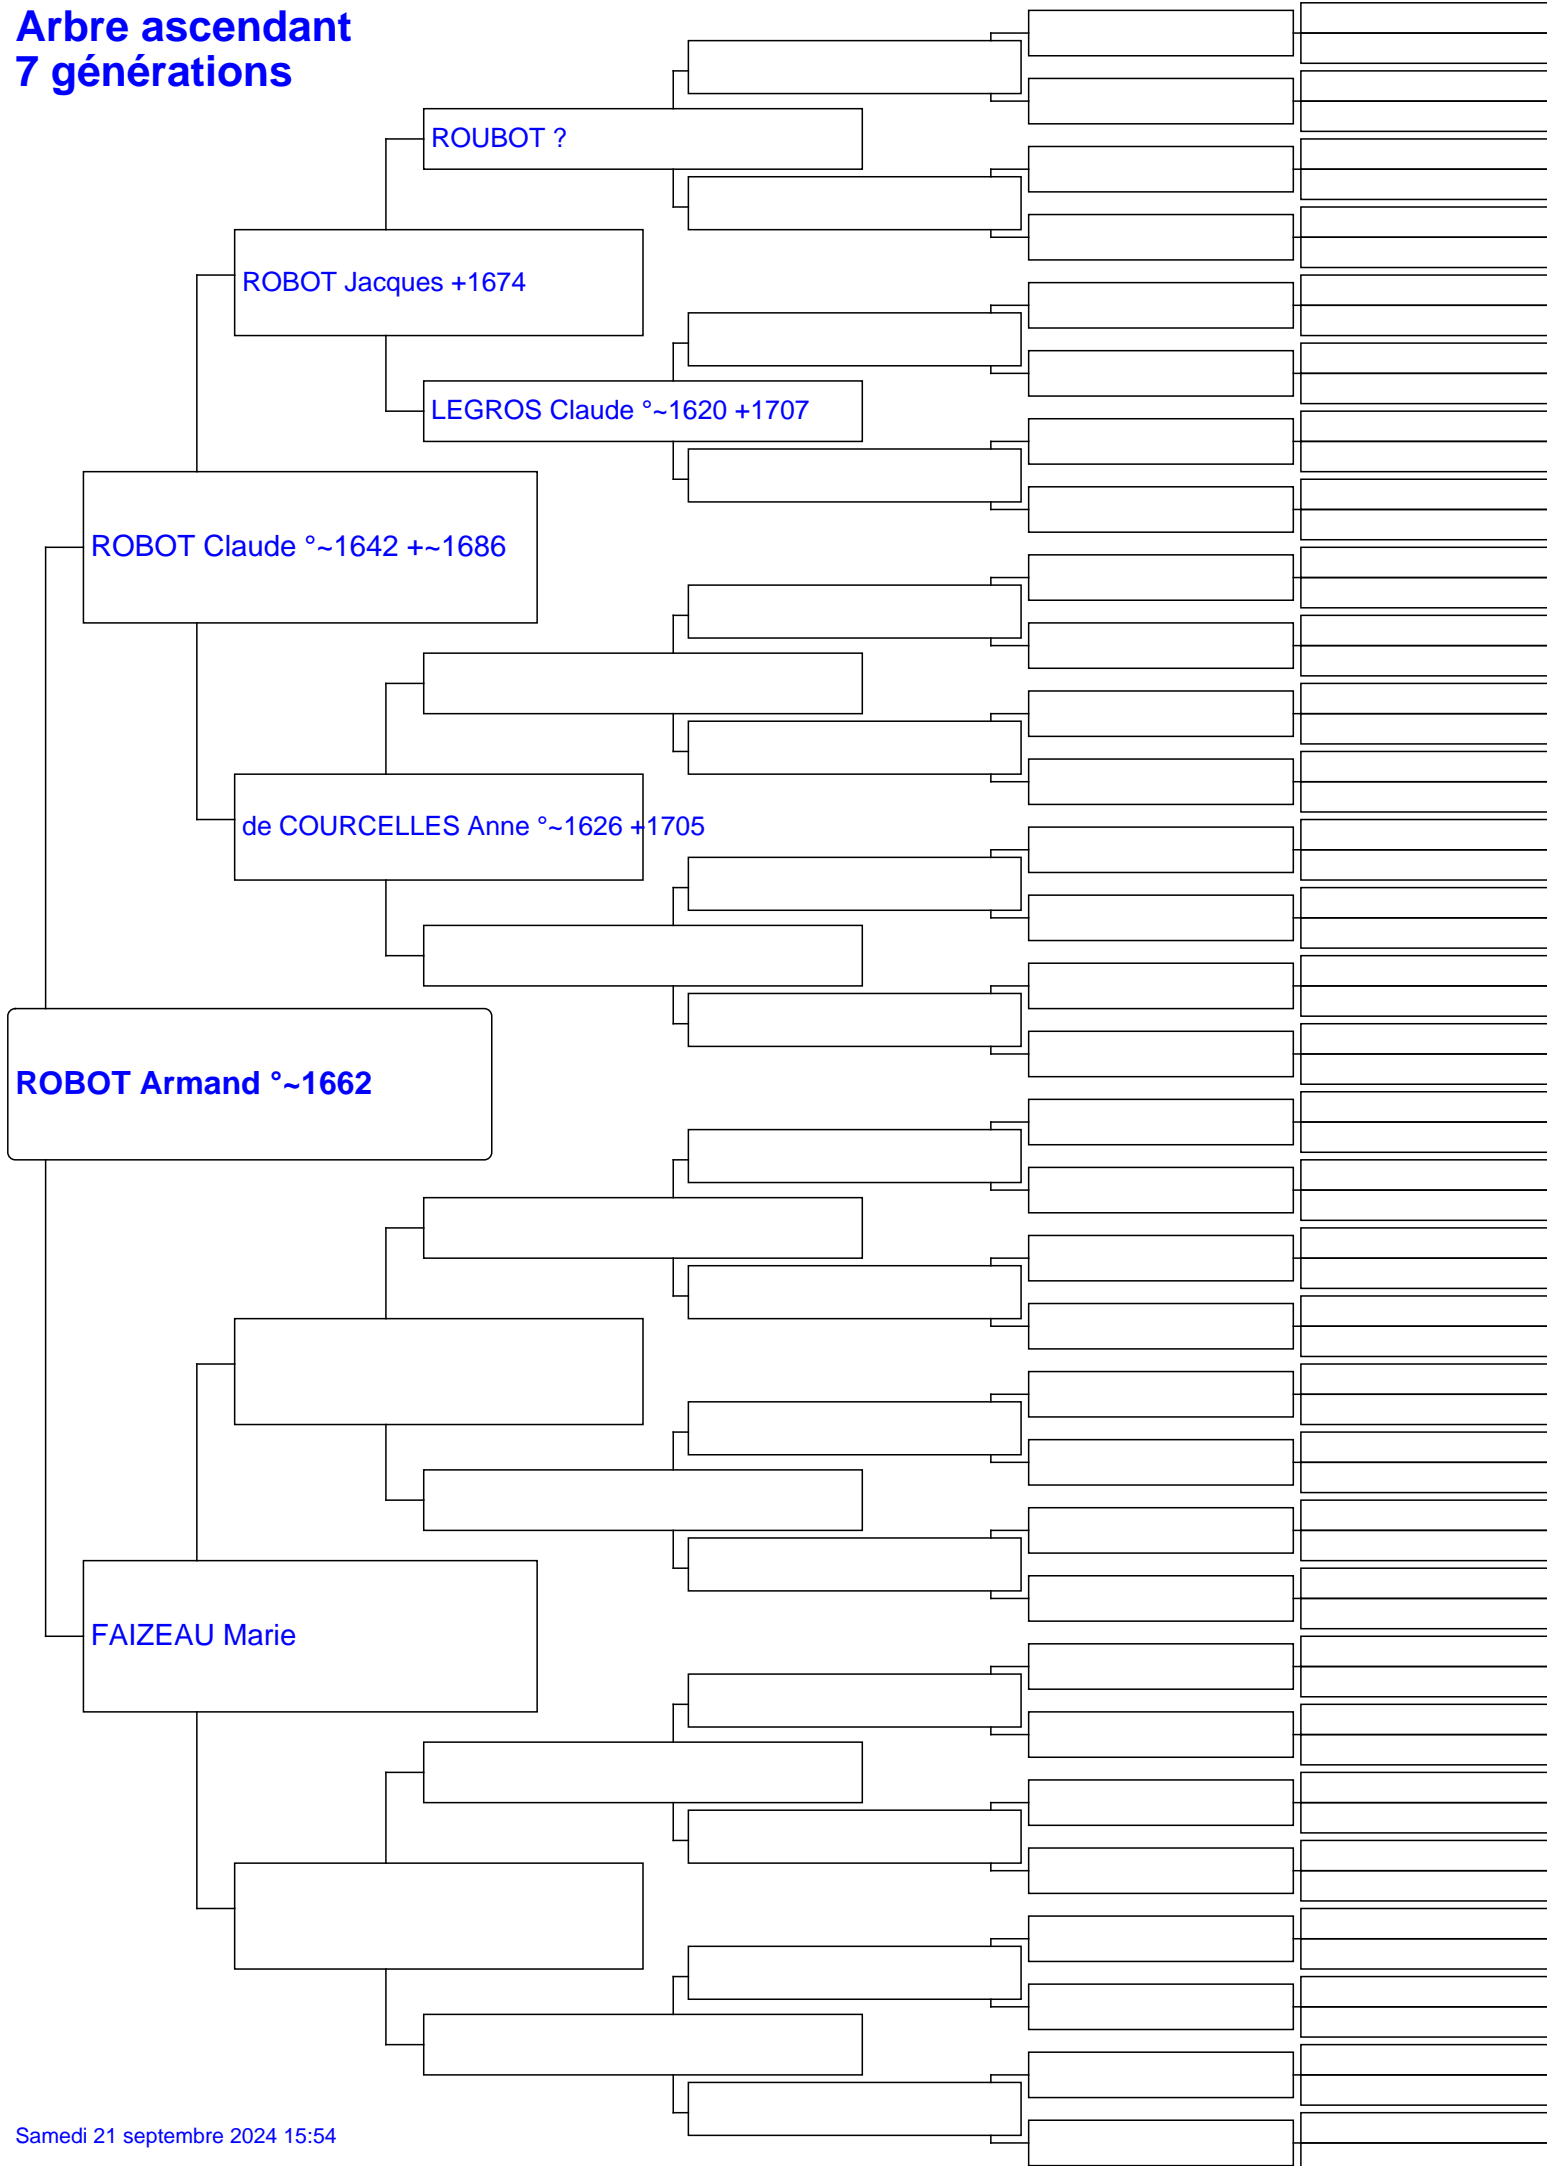 Arbre ascendant
7 générations
ROUBOT ?
ROBOT Jacques +1674
LEGROS Claude °~1620 +1707
ROBOT Claude °~1642 +~1686
de COURCELLES Anne °~1626 +1705
ROBOT Armand °~1662
FAIZEAU Marie
Samedi 21 septembre 2024 15:54